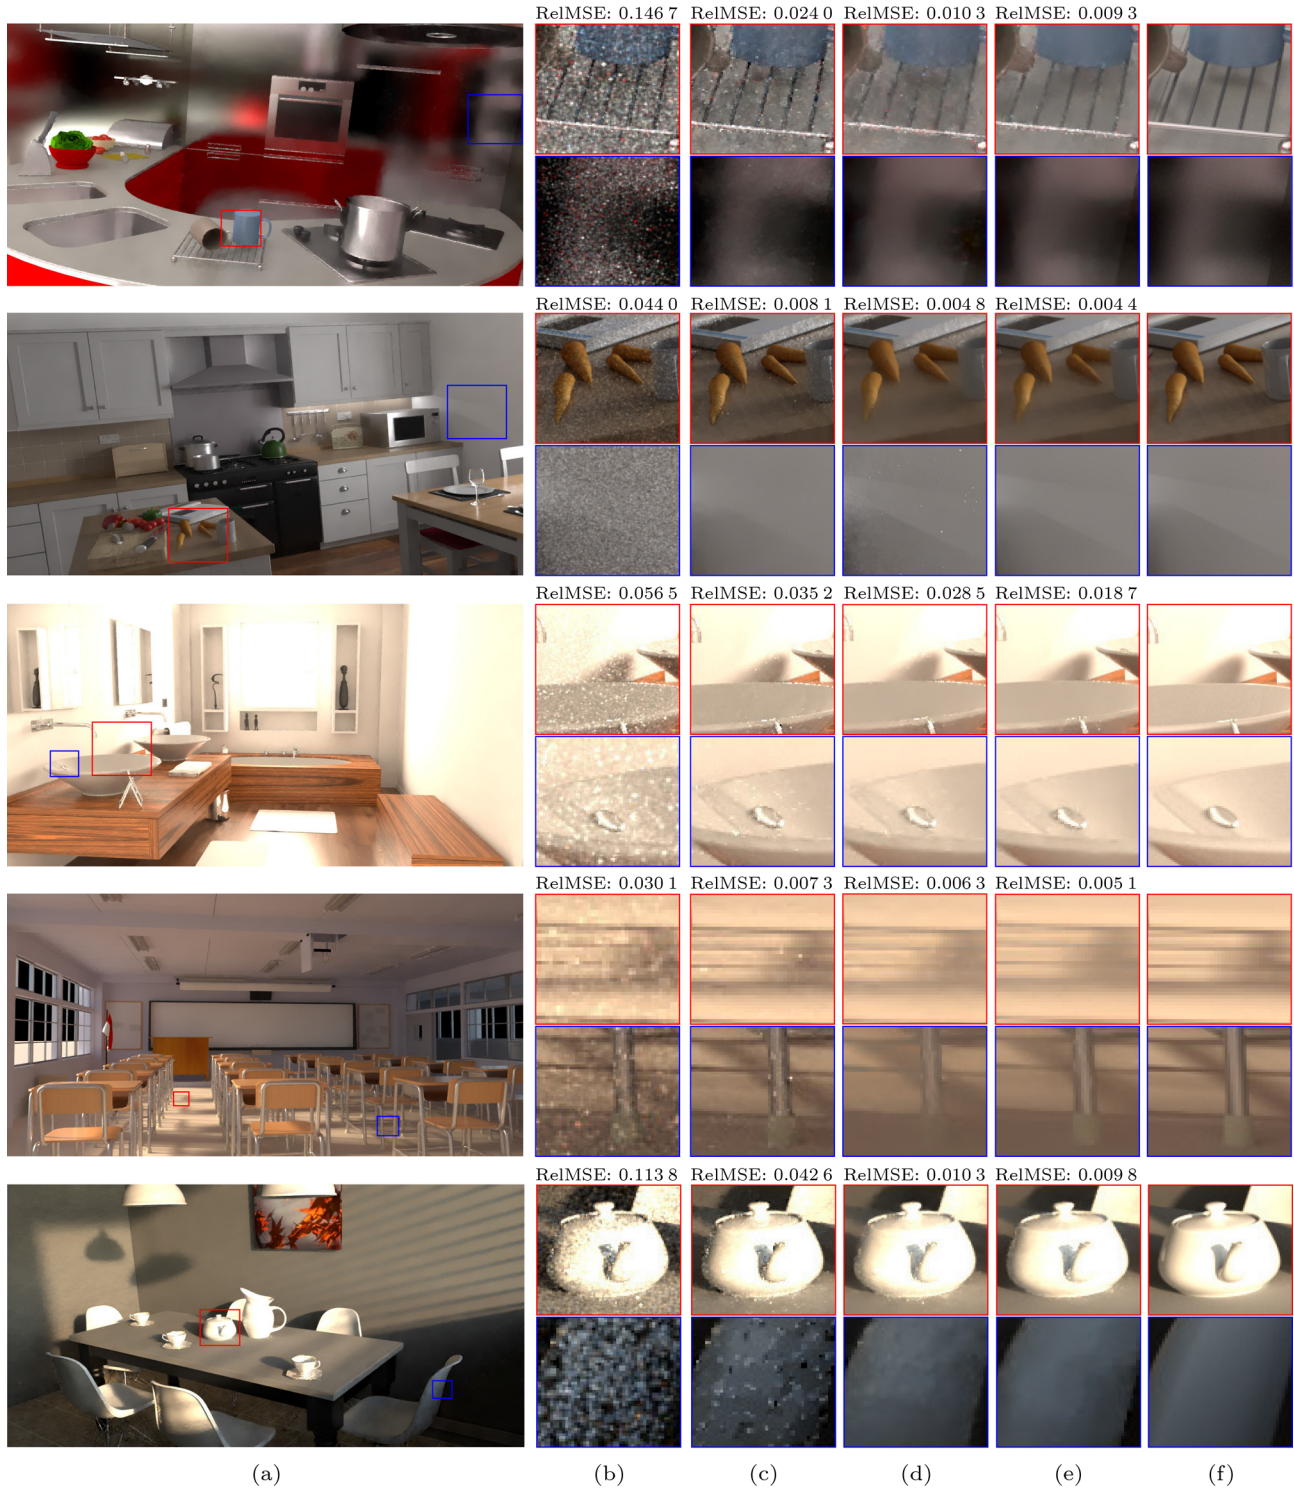 RelMSE: 0.146 7 RelMSE: 0.024 0 RelMSE: 0.010 3 RelMSE: 0.009 3
RelMSE: 0.044 0 RelMSE: 0.008 1 RelMSE: 0.004 8 RelMSE: 0.004 4
RelMSE: 0.056 5 RelMSE: 0.035 2 RelMSE: 0.028 5 RelMSE: 0.018 7
RelMSE: 0.030 1 RelMSE: 0.007 3 RelMSE: 0.006 3 RelMSE: 0.005 1
RelMSE: 0.113 8 RelMSE: 0.042 6 RelMSE: 0.010 3 RelMSE: 0.009 8
(a) (b) (c) (d) (e) (f)